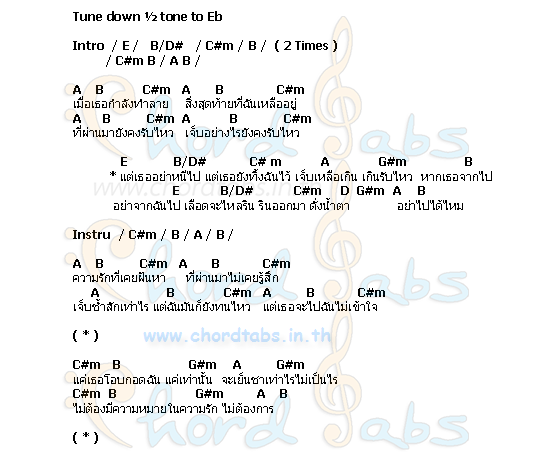 Tune down ½ tone to Eb
Intro / E / B/D# / C#m / B / ( 2 Times )
/ C#m B / A B /
A B C#m A B C#m
เมื่อเธอกำลังทำลาย สิ่งสุดท้ายที่ฉันเหลืออยู่
A B C#m A B C#m
ที่ผ่านมายังคงรับไหว เจ็บอย่างไรยังคงรับไหว
E B/D# C# m A G#m B
* แต่เธออย่าหนีไป แต่เธอยังทิ้งฉันไว้ เจ็บเหลือเกิน เกินรับไหว หากเธอจากไป
E B/D# C#m D G#m A B
อย่าจากฉันไป เลือดจะไหลริน รินออกมา ดั่งน้ำตา อย่าไปได้ไหม
Instru / C#m / B / A / B /
A B C#m A B C#m
ความรักที่เคยฝันหา ที่ผ่านมาไม่เคยรู้สึก
A B C#m A B C#m
เจ็บซ้ำสักเท่าไร แต่ฉันมันก็ยังทนไหว แต่เธอจะไปฉันไม่เข้าใจ
( * )
www.chordtabs.in.th
C#m B G#m A G#m
แค่เธอโอบกอดฉัน แค่เท่านั้น จะเย็นชาเท่าไรไม่เป็นไร
C#m B G#m A B
ไม่ต้องมีความหมายในความรัก ไม่ต้องการ
( * )